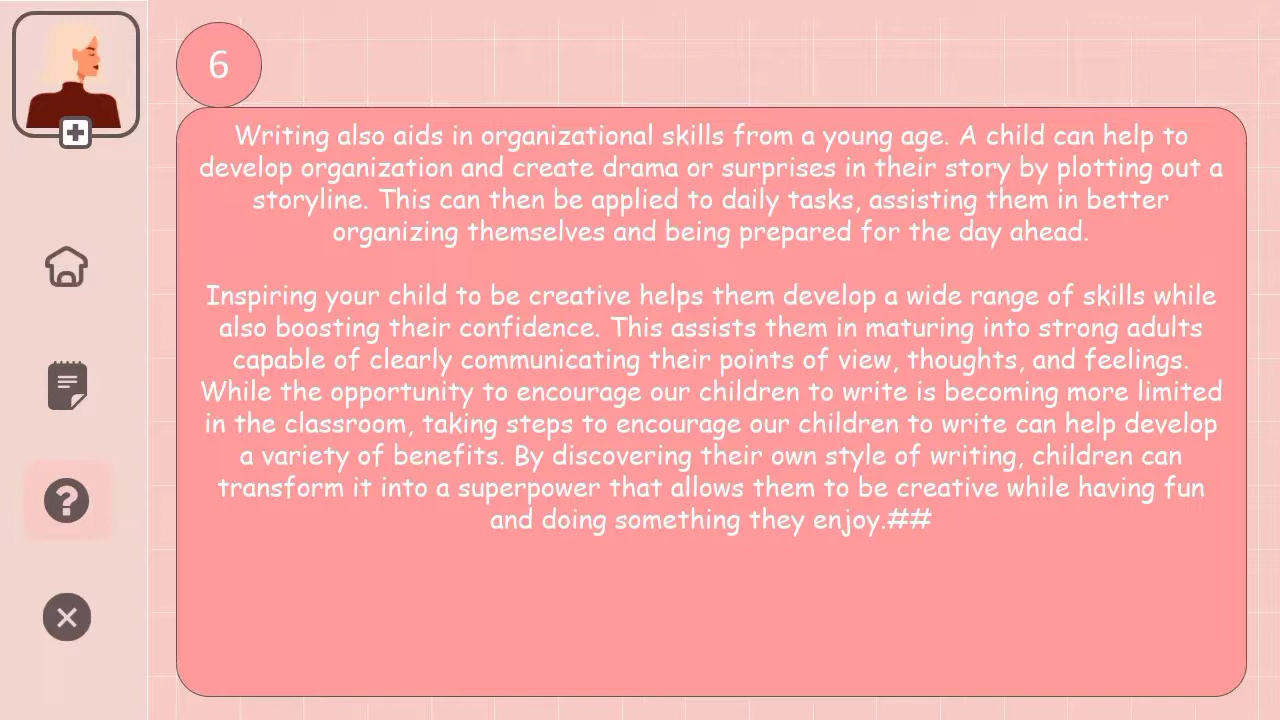 6
Writing also aids in organizational skills from a young age. A child can help to
develop organization and create drama or surprises in their story by plotting out a
storyline. This can then be applied to daily tasks, assisting them in better
organizing themselves and being prepared for the day ahead.
Inspiring your child to be creative helps them develop a wide range of skills while
also boosting their confidence. This assists them in maturing into strong adults
capable of clearly communicating their points of view, thoughts, and feelings.
While the opportunity to encourage our children to write is becoming more limited
in the classroom, taking steps to encourage our children to write can help develop
a variety of benefits. By discovering their own style of writing, children can
transform it into a superpower that allows them to be creative while having fun
and doing something they enjoy.##